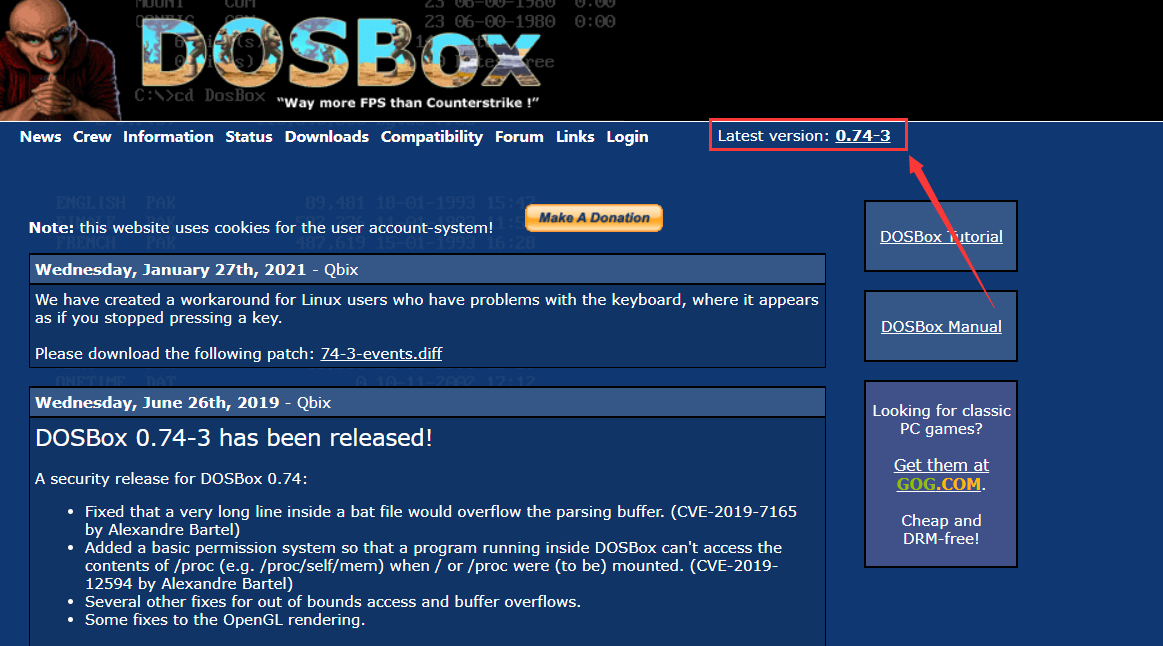 MOUNT COM 23 06-00-1980 0:00
23 06-00-1980 0:00
DOSBox
C:\>cd DosBox
"Way more FPS than Counterstrike !"
News Crew Information Status Downloads Compatibility Forum Links Login
Latest version: 0.74-3
ENGLISH PAK 89,481 18-01-1993
Note: this website uses cookies for the user account-system!
Make A Donation
FRENCH PAK 487,619 15-01-1993 16:28
DOSBox Tutorial
Wednesday, January 27th, 2021 - Qbix
We have created a workaround for Linux users who have problems with the keyboard, where it appears
as if you stopped pressing a key.
Please download the following patch: 74-3-events.diff
DOSBox Manual
ONETIME DAT 0 10-11-2002 17:12
Wednesday, June 26th, 2019 - Qbix
DOSBox 0.74-3 has been released!
A security release for DOSBox 0.74:
• Fixed that a very long line inside a bat file would overflow the parsing buffer. (CVE-2019-7165
by Alexandre Bartel)
• Added a basic permission system so that a program running inside DOSBox can't access the
contents of /proc (e.g. /proc/self/mem) when / or /proc were (to be) mounted. (CVE-2019-
12594 by Alexandre Bartel)
• Several other fixes for out of bounds access and buffer overflows.
• Some fixes to the OpenGL rendering.
Looking for classic
PC games?
Get them at
GOG.COM.
Cheap and
DRM-free!